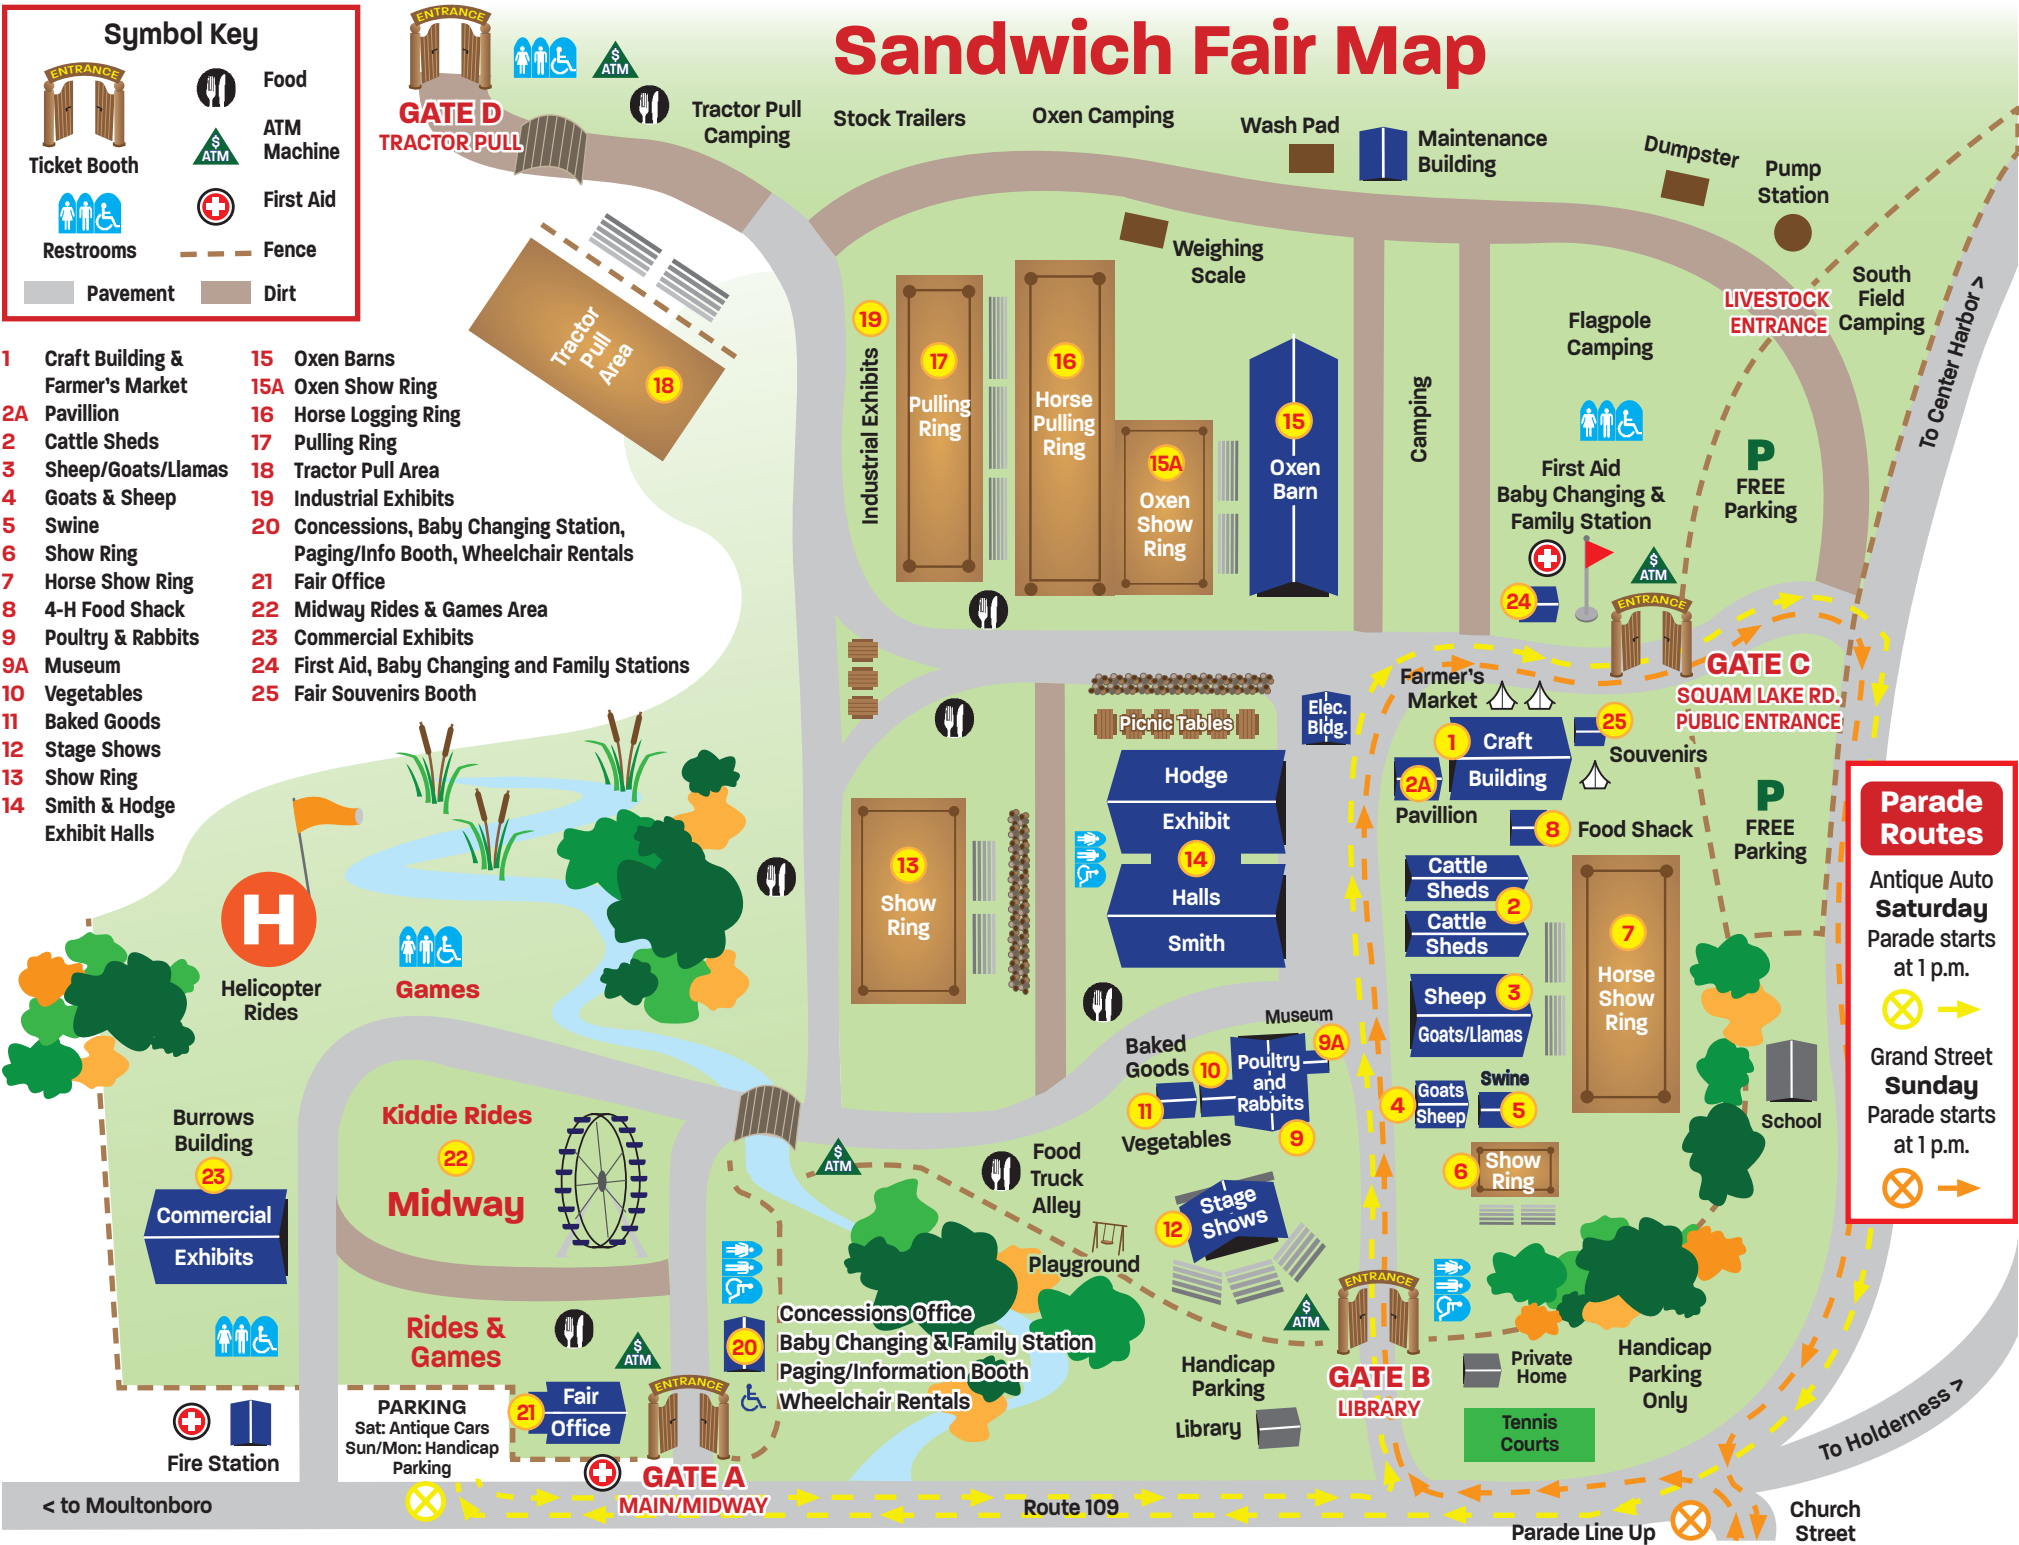 Sandwich Fair Map
Symbol Key
ENTRANCE
Ticket Booth
Food
$
ATM
ATM
Machine
Restrooms
First Aid
Fence
Pavement
Dirt
1 Craft Building &
Farmer's Market
2A Pavillion
2 Cattle Sheds
3 Sheep/Goats/Llamas
4 Goats & Sheep
5 Swine
6 Show Ring
7 Horse Show Ring
8 4-H Food Shack
9 Poultry & Rabbits
9A Museum
10 Vegetables
11 Baked Goods
12 Stage Shows
13 Show Ring
14 Smith & Hodge
Exhibit Halls
15 Oxen Barns
15A Oxen Show Ring
16 Horse Logging Ring
17 Pulling Ring
18 Tractor Pull Area
19 Industrial Exhibits
20 Concessions, Baby Changing Station,
Paging/Info Booth, Wheelchair Rentals
21 Fair Office
22 Midway Rides & Games Area
23 Commercial Exhibits
24 First Aid, Baby Changing and Family Stations
25 Fair Souvenirs Booth
ENTRANCE
GATE D
TRACTOR PULL
$
ATM
Tractor Pull
Camping
Stock Trailers
Oxen Camping
Wash Pad
Maintenance
Building
Dumpster
Pump
Station
Weighing
Scale
South
Field
Camping
LIVESTOCK
ENTRANCE
To Center Harbor >
Tractor
Pull
Area
18
19
Industrial Exhibits
17
Pulling
Ring
16
Horse
Pulling
Ring
15A
Oxen
Show
Ring
15
Oxen
Barn
Camping
Flagpole
Camping
First Aid
Baby Changing &
Family Station
24
$
ATM
P
FREE
Parking
ENTRANCE
GATE C
SQUAM LAKE RD.
PUBLIC ENTRANCE
Farmer's
Market
Picnic Tables
Elec.
Bldg.
1
Craft
Building
25
Souvenirs
2A
Pavillion
8
Food Shack
P
FREE
Parking
Hodge
Exhibit
14
Halls
Smith
13
Show
Ring
Cattle
Sheds
2
Cattle
Sheds
Sheep
3
Goats/Llamas
7
Horse
Show
Ring
4
Goats
Sheep
Swine
5
6
Show
Ring
School
Parade
Routes
Antique Auto
Saturday
Parade starts
at 1 p.m.
Grand Street
Sunday
Parade starts
at 1 p.m.
H
Helicopter
Rides
Games
Museum
9A
Baked
Goods
10
Poultry
and
Rabbits
11
Vegetables
9
Burrows
Building
23
Commercial
Exhibits
Kiddie Rides
22
Midway
$
ATM
Food
Truck
Alley
Playground
12
Stage
Shows
Rides &
Games
$
ATM
20
Concessions Office
Baby Changing & Family Station
Paging/Information Booth
Wheelchair Rentals
$
ATM
ENTRANCE
GATE B
LIBRARY
Handicap
Parking
Library
Private
Home
Handicap
Parking
Only
Tennis
Courts
To Holderness >
Fire Station
PARKING
Sat: Antique Cars
Sun/Mon: Handicap
Parking
21
Fair
Office
ENTRANCE
GATE A
MAIN/MIDWAY
< to Moultonboro
Route 109
Parade Line Up
Church
Street